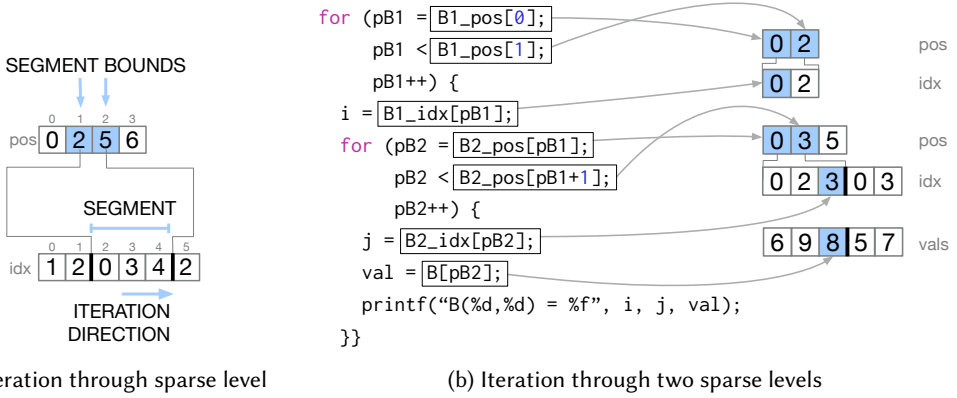 SEGMENT BOUNDS
0 1 2 3
pos 0 2 5 6
SEGMENT
0 1 2 3 4 5
idx 1 2 0 3 4 2
ITERATION
DIRECTION
eration through sparse level
for (pB1 = B1_pos[0];
pB1 < B1_pos[1];
pB1++) {
i = B1_idx[pB1];
for (pB2 = B2_pos[pB1];
pB2 < B2_pos[pB1+1];
pB2++) {
j = B2_idx[pB2];
val = B[pB2];
printf(“B(%d,%d) = %f”, i, j, val);
}}
0 2 pos
0 2 idx
0 3 5 pos
0 2 3 0 3 idx
6 9 8 5 7 vals
(b) Iteration through two sparse levels